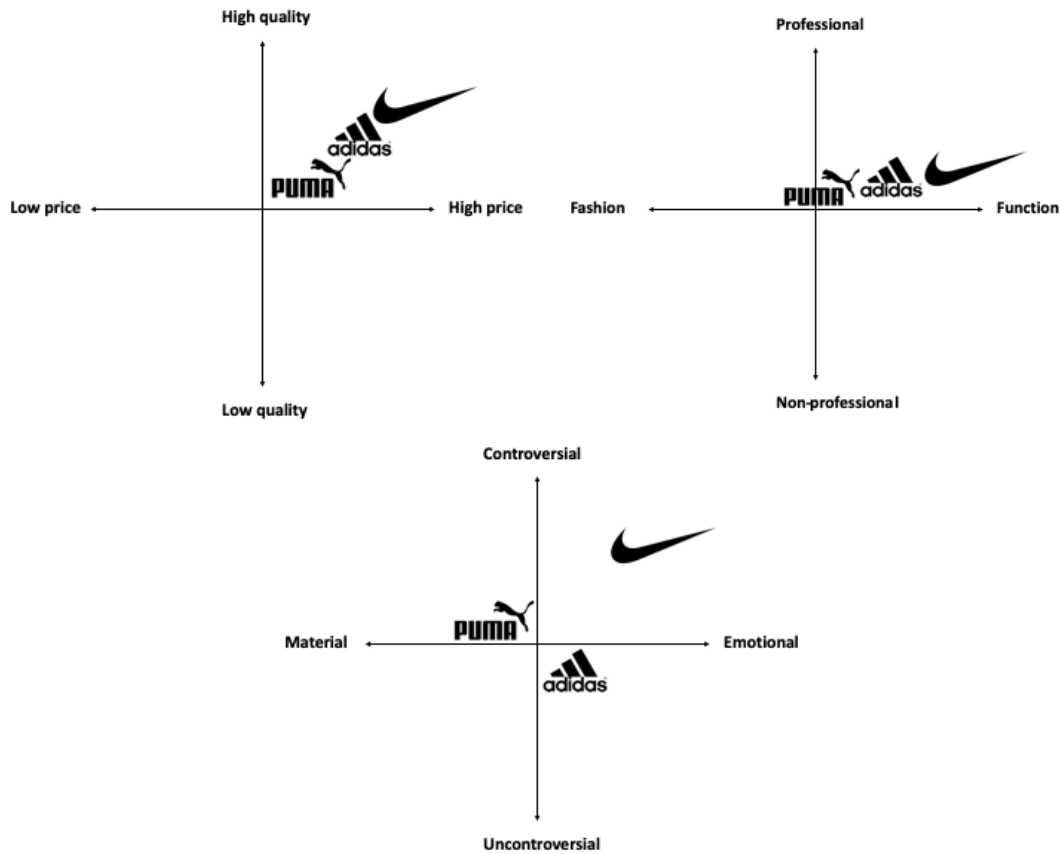 High quality
adidas
PUMA
Low price
High price
Low quality
Professional
PUMA
adidas
Fashion
Function
Non-professional
Controversial
PUMA
Material
Emotional
adidas
Uncontroversial